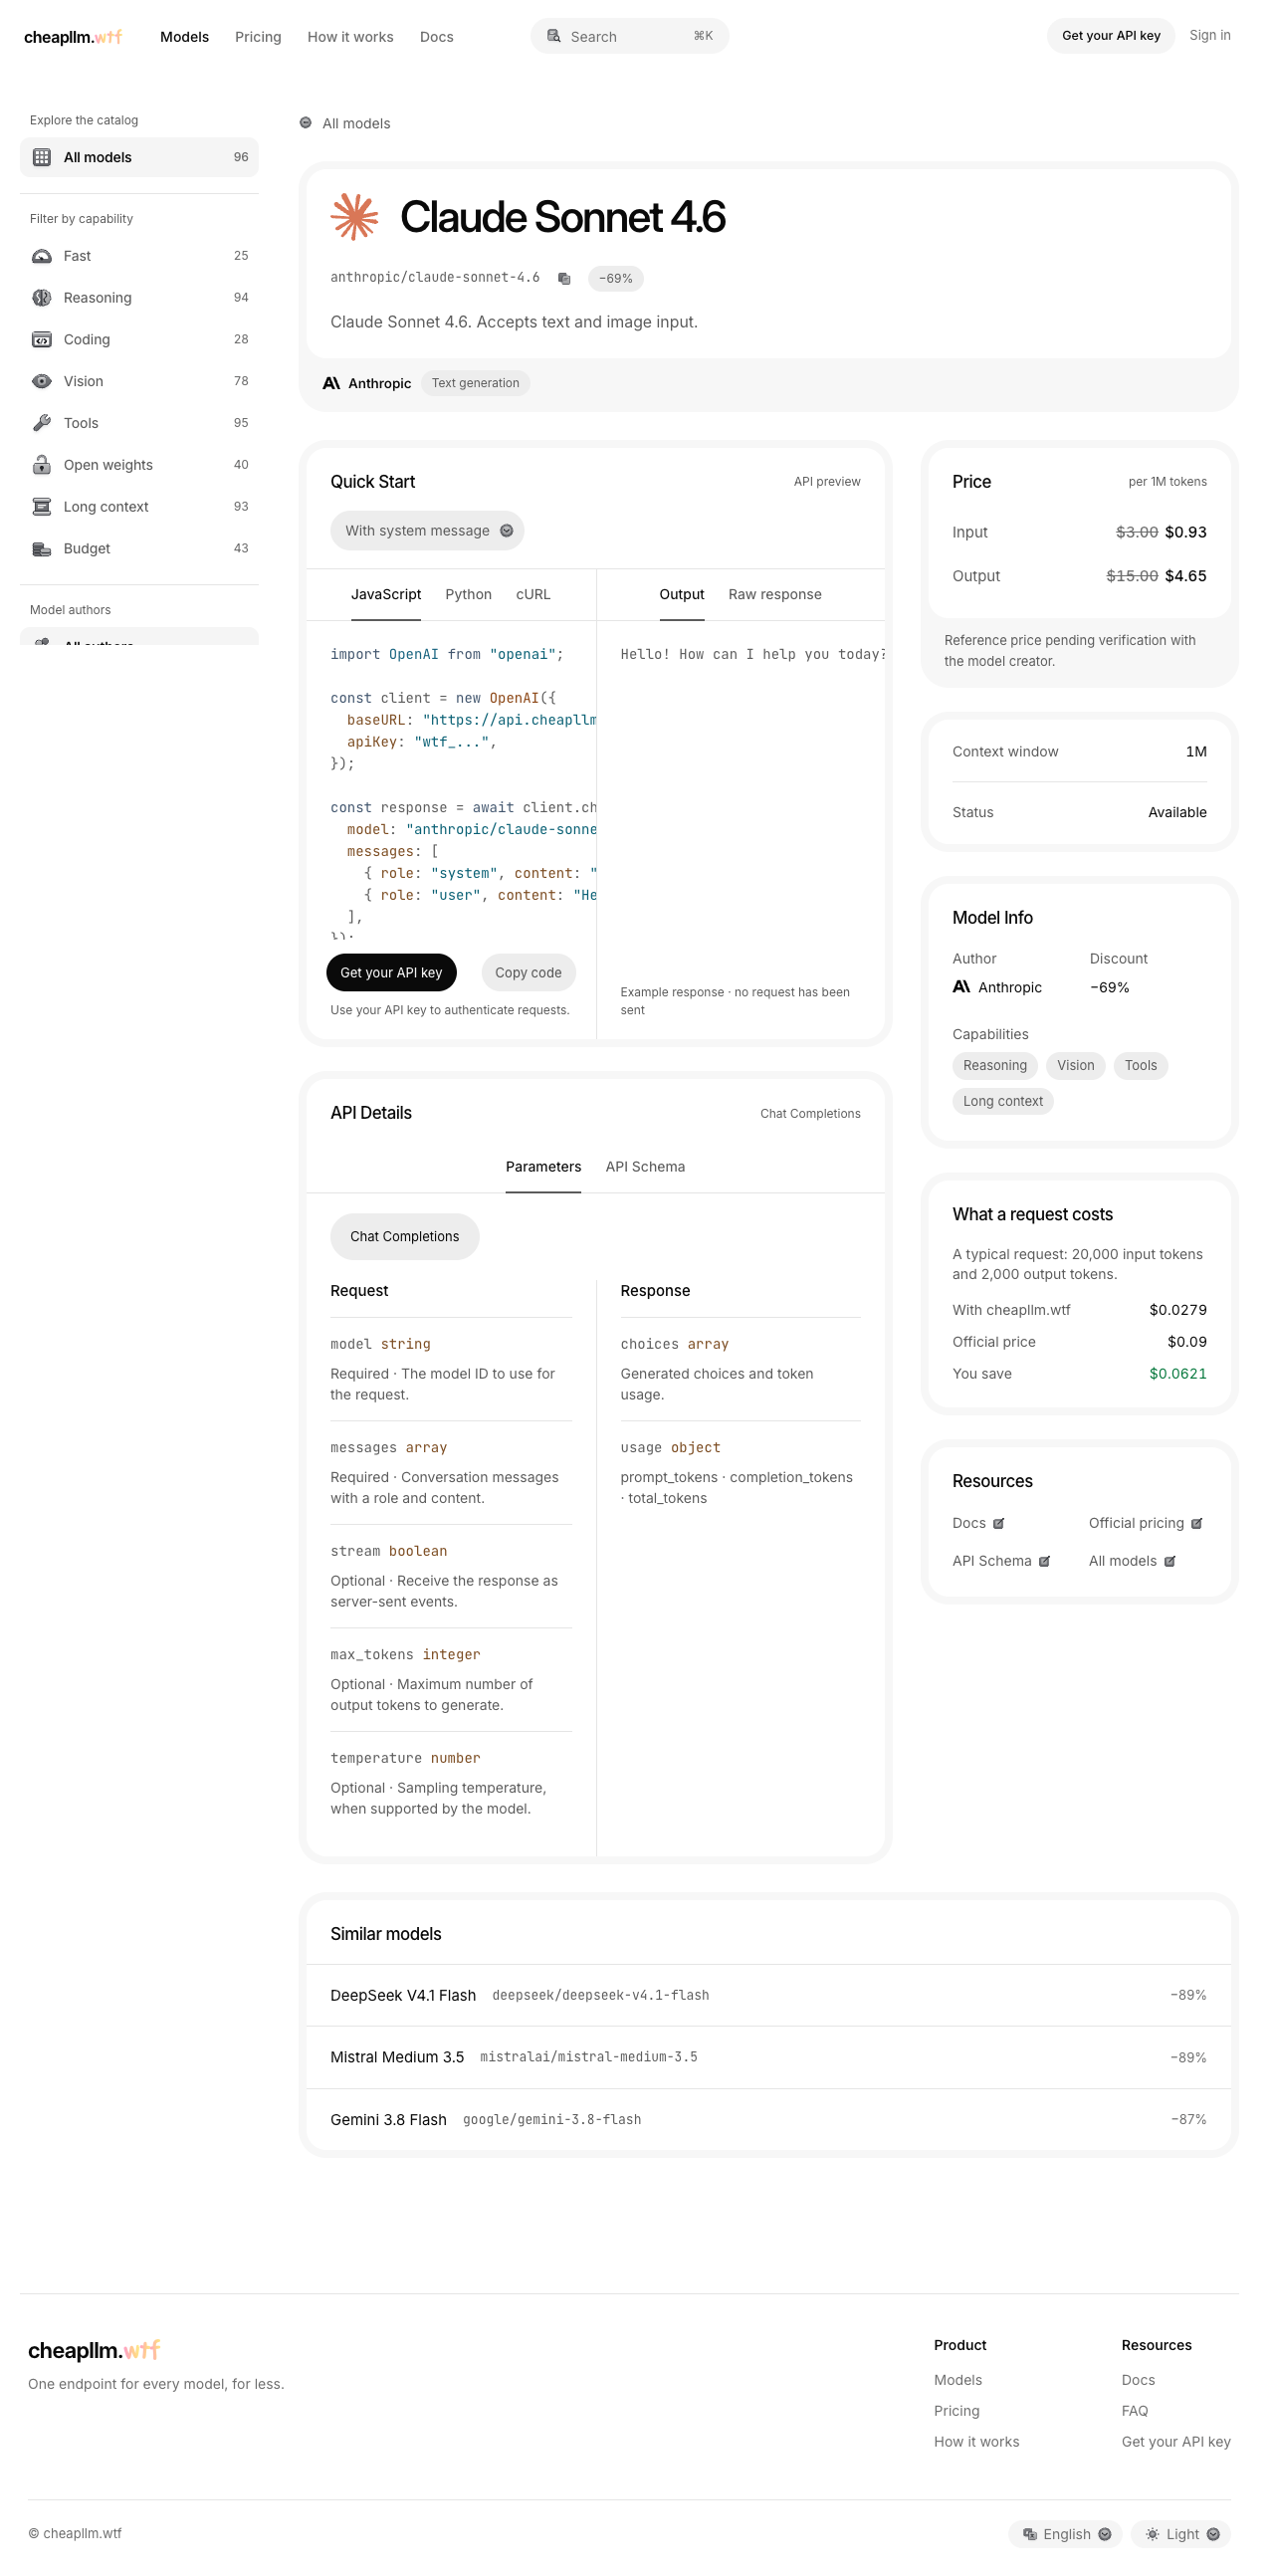 cheapllm.wtf
Models
Pricing
How it works
Docs
Search
⌘K
Get your API key
Sign in
Explore the catalog
All models 96
Filter by capability
Fast 25
Reasoning 94
Coding 28
Vision 78
Tools 95
Open weights 40
Long context 93
Budget 43
Model authors
All authors
All models
Claude Sonnet 4.6
anthropic/claude-sonnet-4.6 −69%
Claude Sonnet 4.6. Accepts text and image input.
Anthropic Text generation
Quick Start API preview
With system message
JavaScript Python cURL
import OpenAI from "openai";
const client = new OpenAI({
baseURL: "https://api.cheapllm
apiKey: "wtf_...",
});
const response = await client.ch
model: "anthropic/claude-sonne
messages: [
{ role: "system", content: "
{ role: "user", content: "He
],
});
Get your API key Copy code
Use your API key to authenticate requests.
Output Raw response
Hello! How can I help you today?
Example response · no request has been
sent
API Details Chat Completions
Parameters API Schema
Chat Completions
Request
model string
Required · The model ID to use for
the request.
messages array
Required · Conversation messages
with a role and content.
stream boolean
Optional · Receive the response as
server-sent events.
max_tokens integer
Optional · Maximum number of
output tokens to generate.
temperature number
Optional · Sampling temperature,
when supported by the model.
Response
choices array
Generated choices and token
usage.
usage object
prompt_tokens · completion_tokens
· total_tokens
Price per 1M tokens
Input $3.00 $0.93
Output $15.00 $4.65
Reference price pending verification with
the model creator.
Context window 1M
Status Available
Model Info
Author Discount
Anthropic −69%
Capabilities
Reasoning Vision Tools
Long context
What a request costs
A typical request: 20,000 input tokens
and 2,000 output tokens.
With cheapllm.wtf $0.0279
Official price $0.09
You save $0.0621
Resources
Docs Official pricing
API Schema All models
Similar models
DeepSeek V4.1 Flash deepseek/deepseek-v4.1-flash −89%
Mistral Medium 3.5 mistralai/mistral-medium-3.5 −89%
Gemini 3.8 Flash google/gemini-3.8-flash −87%
cheapllm.wtf
One endpoint for every model, for less.
Product
Models
Pricing
How it works
Resources
Docs
FAQ
Get your API key
© cheapllm.wtf
English
Light